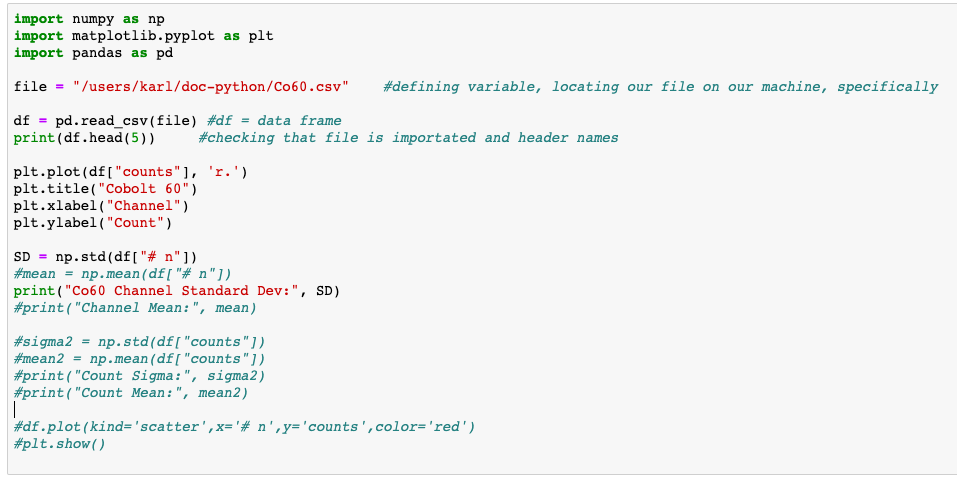 import numpy as np
import matplotlib.pyplot as plt
import pandas as pd
file = "/users/karl/doc-python/Co60.csv"    #defining variable, locating our file on our machine, specifically
df = pd.read_csv(file) #df = data frame
print(df.head(5))     #checking that file is importated and header names
plt.plot(df["counts"], 'r.')
plt.title("Cobolt 60")
plt.xlabel("Channel")
plt.ylabel("Count")
SD = np.std(df["# n"])
#mean = np.mean(df["# n"])
print("Co60 Channel Standard Dev:", SD)
#print("Channel Mean:", mean)
#sigma2 = np.std(df["counts"])
#mean2 = np.mean(df["counts"])
#print("Count Sigma:", sigma2)
#print("Count Mean:", mean2)
#df.plot(kind='scatter',x='# n',y='counts',color='red')
#plt.show()